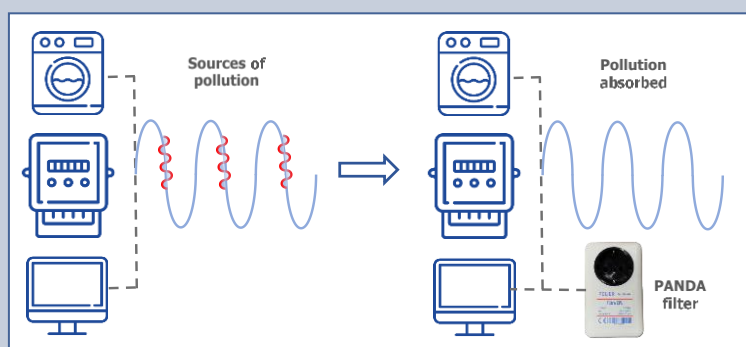 Sources of
pollution
Pollution
absorbed
PANDA
filter